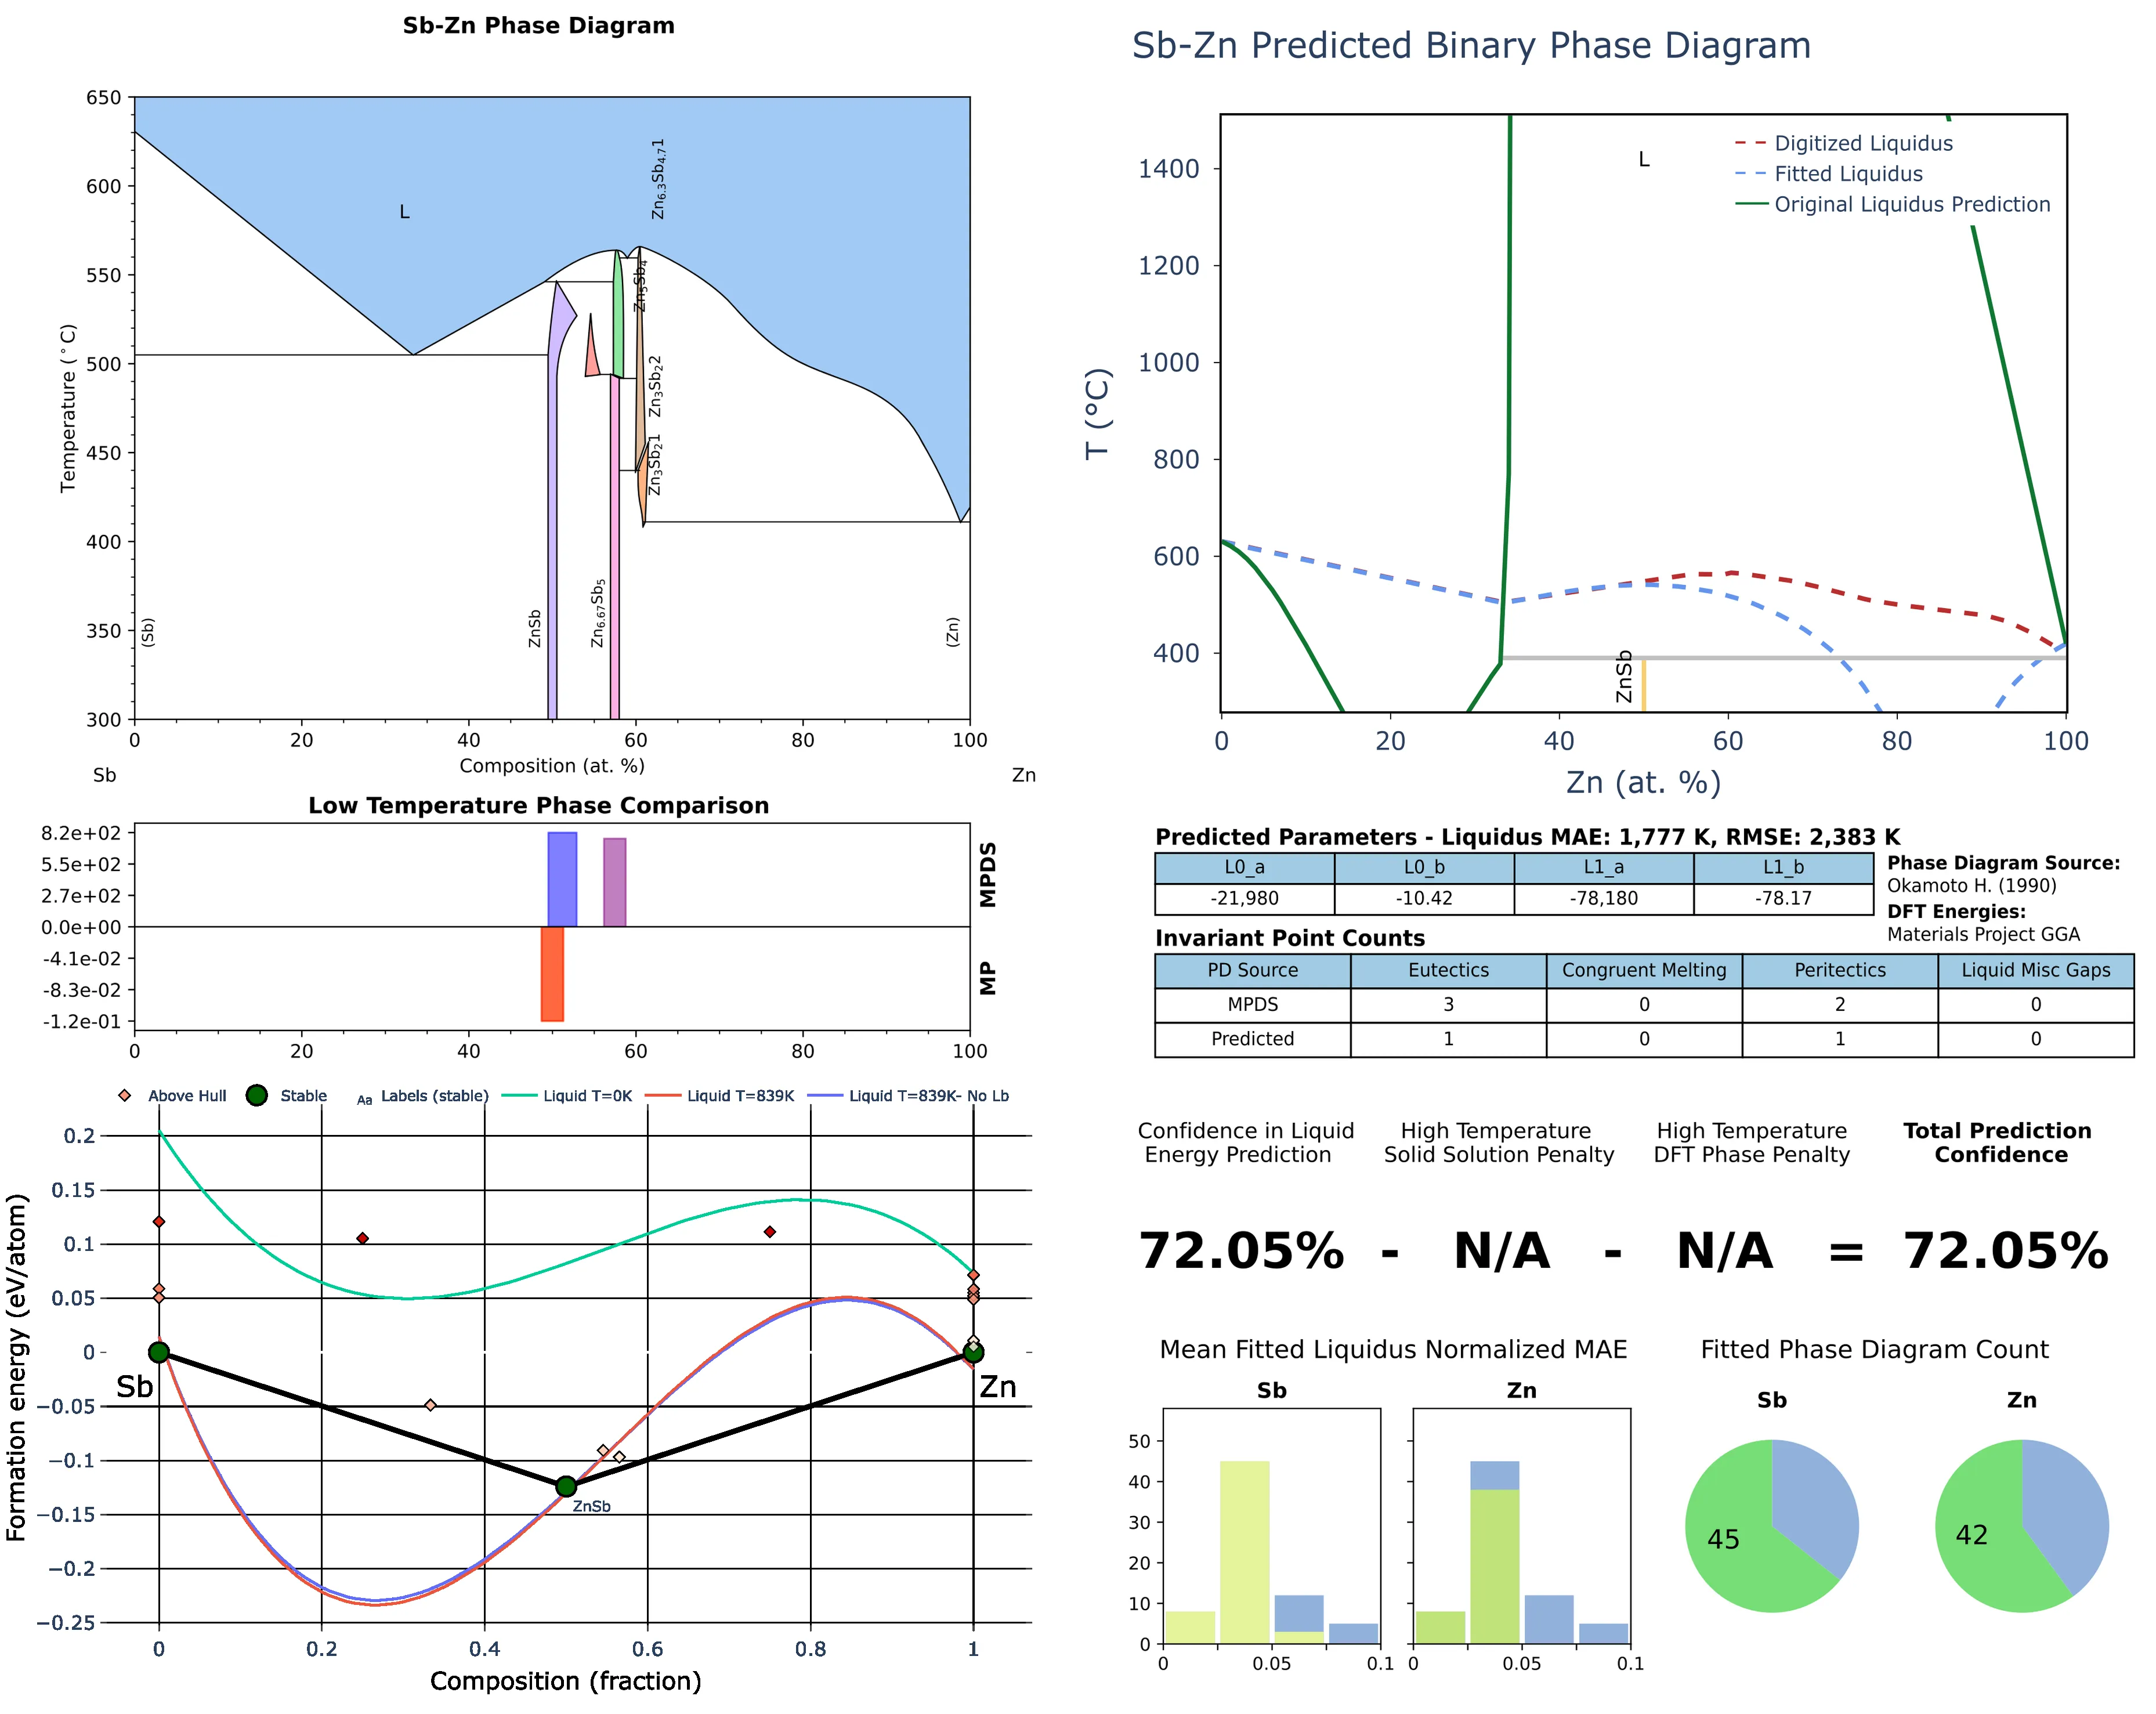 Sb-Zn Phase Diagram
650
600
550
500
450
400
350
300
Temperature (°C)
L
Zn6.3Sb4.71
Zn5Sb4
Zn3Sb22
Zn3Sb21
ZnSb
Zn6.67Sb5
(Sb)
(Zn)
0 20 40 60 80 100
Composition (at. %)
Sb Zn
Low Temperature Phase Comparison
8.2e+02
5.5e+02
2.7e+02
0.0e+00
-4.1e-02
-8.3e-02
-1.2e-01
MPDS
MP
0 20 40 60 80 100
Above Hull Stable Aa Labels (stable) Liquid T=0K Liquid T=839K Liquid T=839K- No Lb
0.2
0.15
0.1
0.05
0
−0.05
−0.1
−0.15
−0.2
−0.25
Formation energy (eV/atom)
Sb Zn
ZnSb
0 0.2 0.4 0.6 0.8 1
Composition (fraction)
Sb-Zn Predicted Binary Phase Diagram
1400
1200
1000
800
600
400
T (°C)
L
Digitized Liquidus
Fitted Liquidus
Original Liquidus Prediction
ZnSb
0 20 40 60 80 100
Zn (at. %)
Predicted Parameters - Liquidus MAE: 1,777 K, RMSE: 2,383 K
L0_a L0_b L1_a L1_b
-21,980 -10.42 -78,180 -78.17
Phase Diagram Source:
Okamoto H. (1990)
DFT Energies:
Materials Project GGA
Invariant Point Counts
PD Source Eutectics Congruent Melting Peritectics Liquid Misc Gaps
MPDS 3 0 2 0
Predicted 1 0 1 0
Confidence in Liquid
Energy Prediction
High Temperature
Solid Solution Penalty
High Temperature
DFT Phase Penalty
Total Prediction
Confidence
72.05% - N/A - N/A = 72.05%
Mean Fitted Liquidus Normalized MAE
Sb Zn
50
40
30
20
10
0
0 0.05 0.1 0 0.05 0.1
Fitted Phase Diagram Count
Sb Zn
45 42